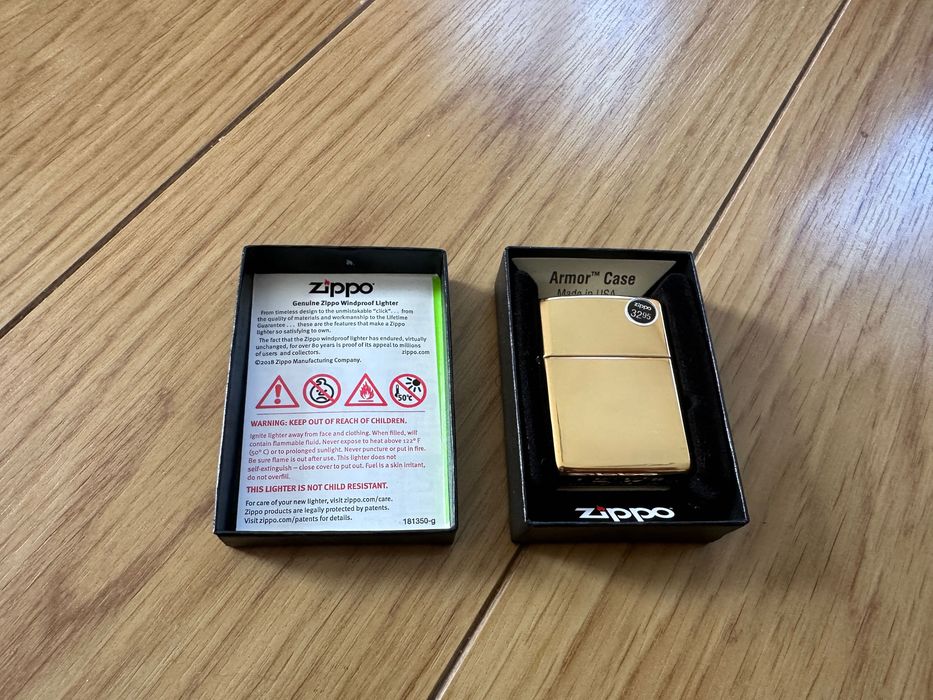 Zippo
Genuine Zippo Windproof Lighter
From timeless design to the unmistakable "click"... from
the quality of materials and workmanship to the Lifetime
Guarantee... these are the features that make a Zippo
lighter so satisfying to own.
The fact that the Zippo windproof lighter has endured, virtually
unchanged, for over 80 years is proof of its appeal to millions
of users and collectors. zippo.com
©2018 Zippo Manufacturing Company.
50°C
WARNING: KEEP OUT OF REACH OF CHILDREN.
Ignite lighter away from face and clothing. When filled, will
contain flammable fluid. Never expose to heat above 122° F
(50° C) or to prolonged sunlight. Never puncture or put in fire.
Be sure flame is out after use. This lighter does not
self-extinguish – close cover to put out. Fuel is a skin irritant,
do not overfill.
THIS LIGHTER IS NOT CHILD RESISTANT.
For care of your new lighter, visit zippo.com/care.
Zippo products are legally protected by patents.
Visit zippo.com/patents for details.
181350-g
Armor™ Case
Made in USA
zippo
3295
zippo